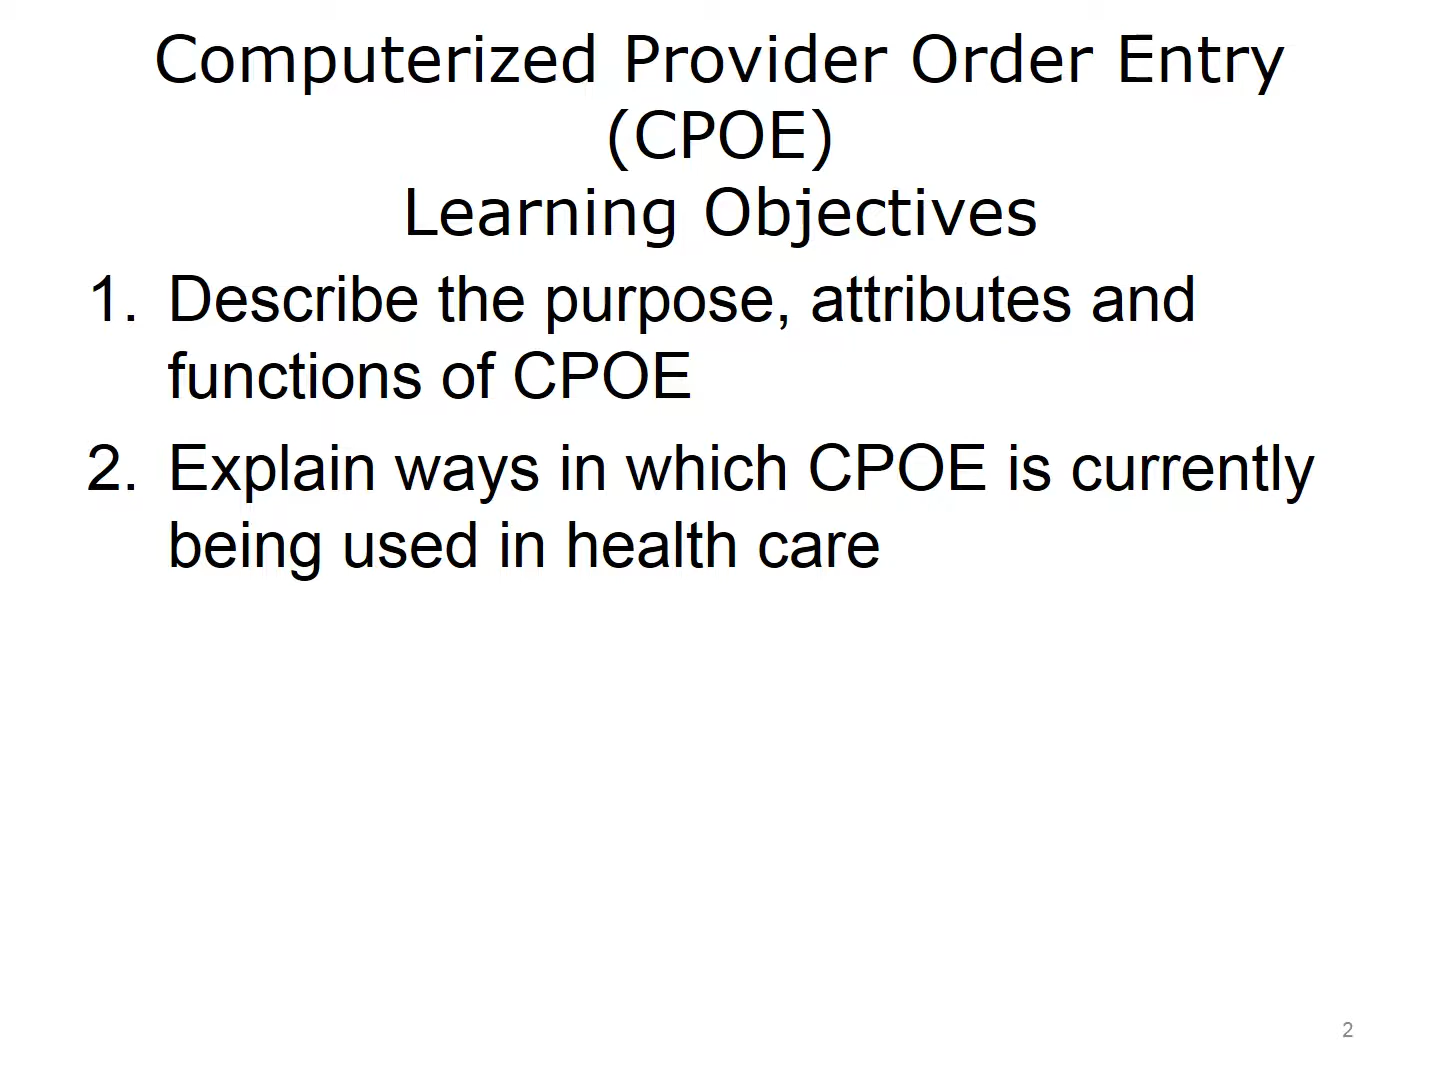 Computerized Provider Order Entry
(CPOE)
Learning Objectives
1. Describe the purpose, attributes and
functions of CPOE
2. Explain ways in which CPOE is currently
being used in health care
2